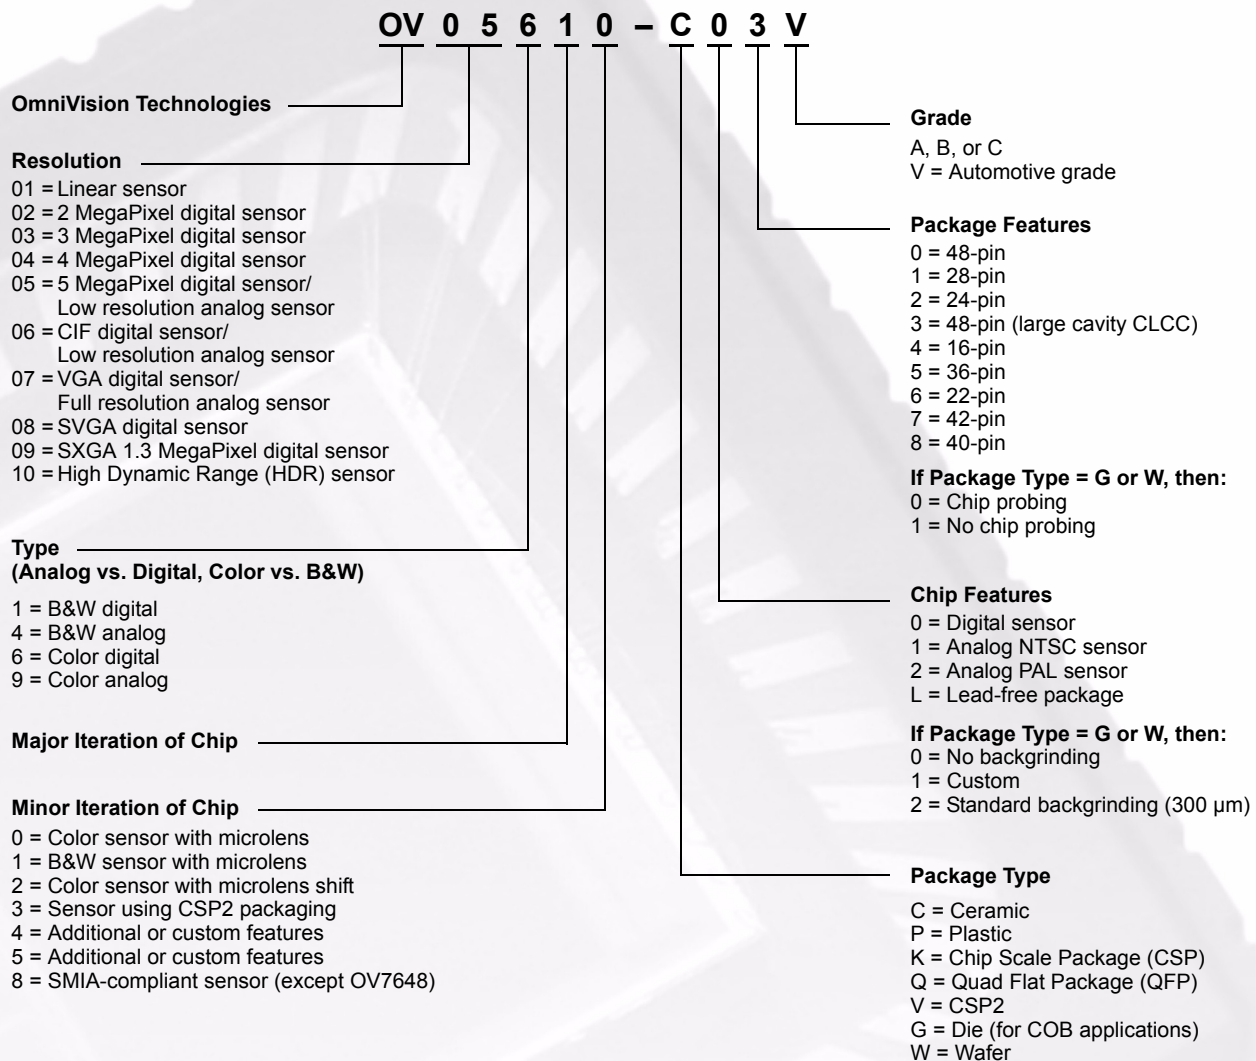 OV 0 5 6 1 0 – C 0 3 V
OmniVision Technologies
Resolution
01 = Linear sensor
02 = 2 MegaPixel digital sensor
03 = 3 MegaPixel digital sensor
04 = 4 MegaPixel digital sensor
05 = 5 MegaPixel digital sensor/
Low resolution analog sensor
06 = CIF digital sensor/
Low resolution analog sensor
07 = VGA digital sensor/
Full resolution analog sensor
08 = SVGA digital sensor
09 = SXGA 1.3 MegaPixel digital sensor
10 = High Dynamic Range (HDR) sensor
Type
(Analog vs. Digital, Color vs. B&W)
1 = B&W digital
4 = B&W analog
6 = Color digital
9 = Color analog
Major Iteration of Chip
Minor Iteration of Chip
0 = Color sensor with microlens
1 = B&W sensor with microlens
2 = Color sensor with microlens shift
3 = Sensor using CSP2 packaging
4 = Additional or custom features
5 = Additional or custom features
8 = SMIA-compliant sensor (except OV7648)
Grade
A, B, or C
V = Automotive grade
Package Features
0 = 48-pin
1 = 28-pin
2 = 24-pin
3 = 48-pin (large cavity CLCC)
4 = 16-pin
5 = 36-pin
6 = 22-pin
7 = 42-pin
8 = 40-pin
If Package Type = G or W, then:
0 = Chip probing
1 = No chip probing
Chip Features
0 = Digital sensor
1 = Analog NTSC sensor
2 = Analog PAL sensor
L = Lead-free package
If Package Type = G or W, then:
0 = No backgrinding
1 = Custom
2 = Standard backgrinding (300 µm)
Package Type
C = Ceramic
P = Plastic
K = Chip Scale Package (CSP)
Q = Quad Flat Package (QFP)
V = CSP2
G = Die (for COB applications)
W = Wafer